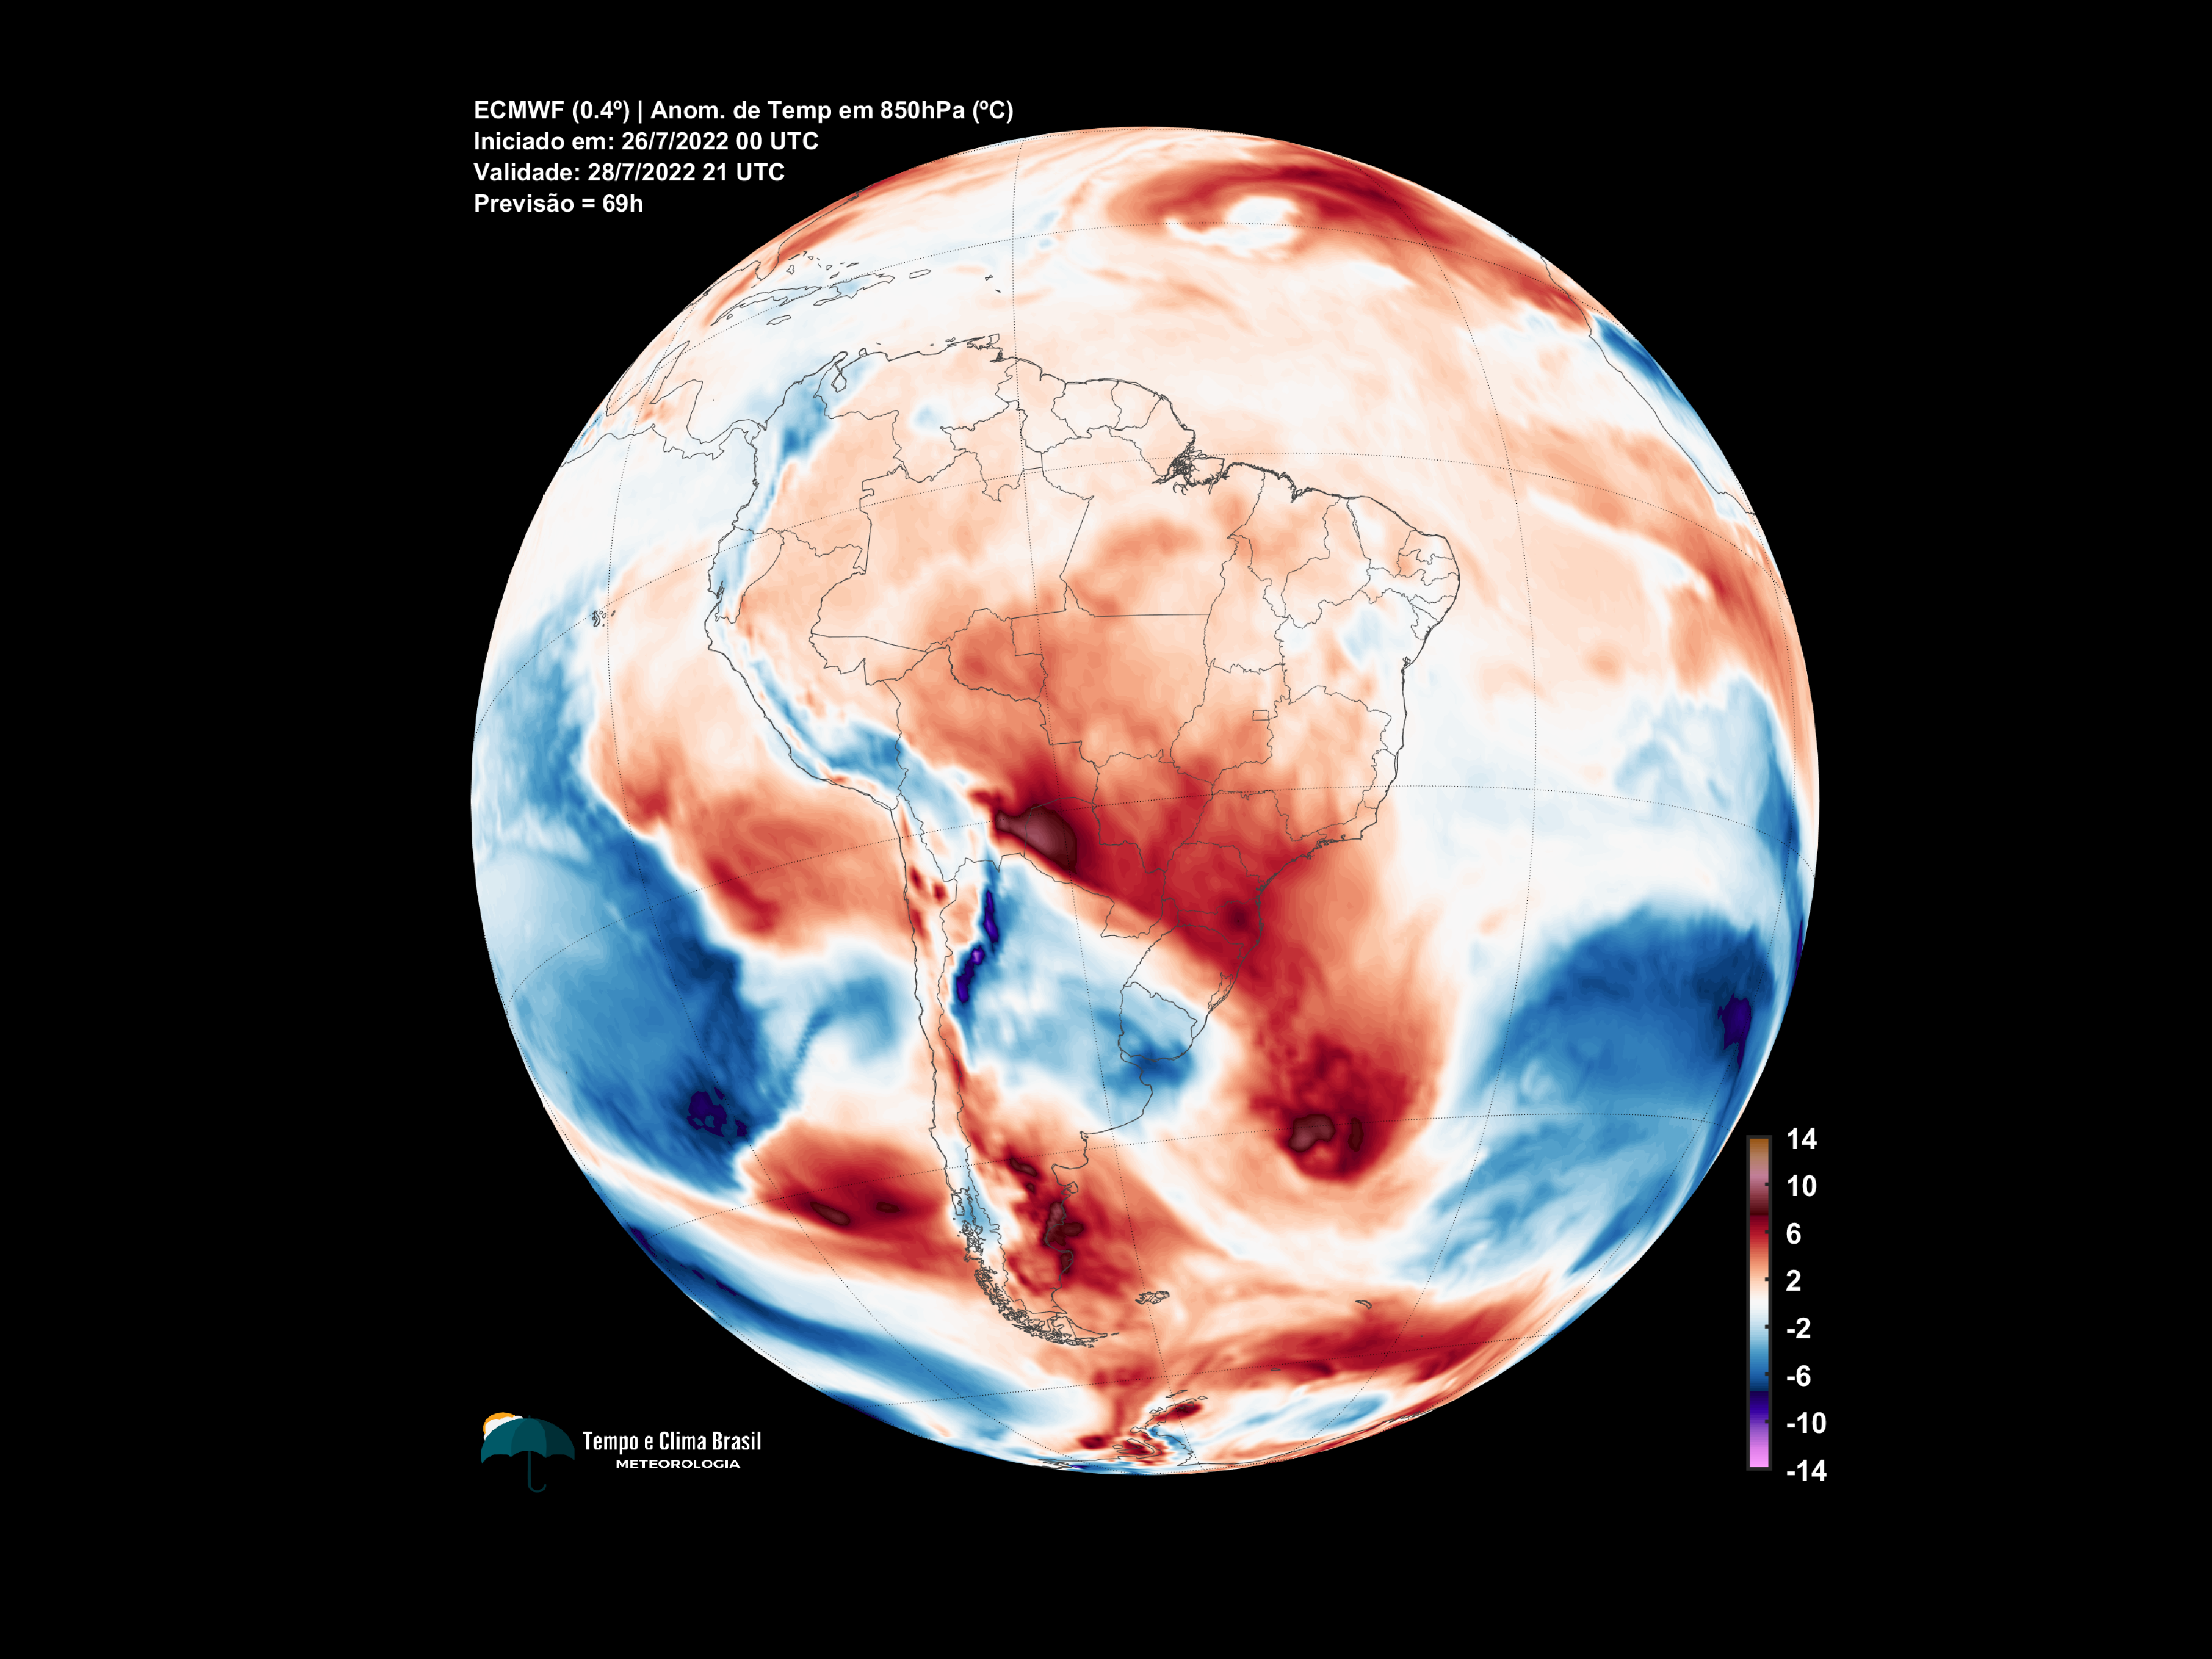 ECMWF (0.4º) | Anom. de Temp em 850hPa (ºC)
Iniciado em: 26/7/2022 00 UTC
Validade: 28/7/2022 21 UTC
Previsão = 69h
14
10
6
2
-2
-6
-10
-14
Tempo e Clima Brasil
METEOROLOGIA